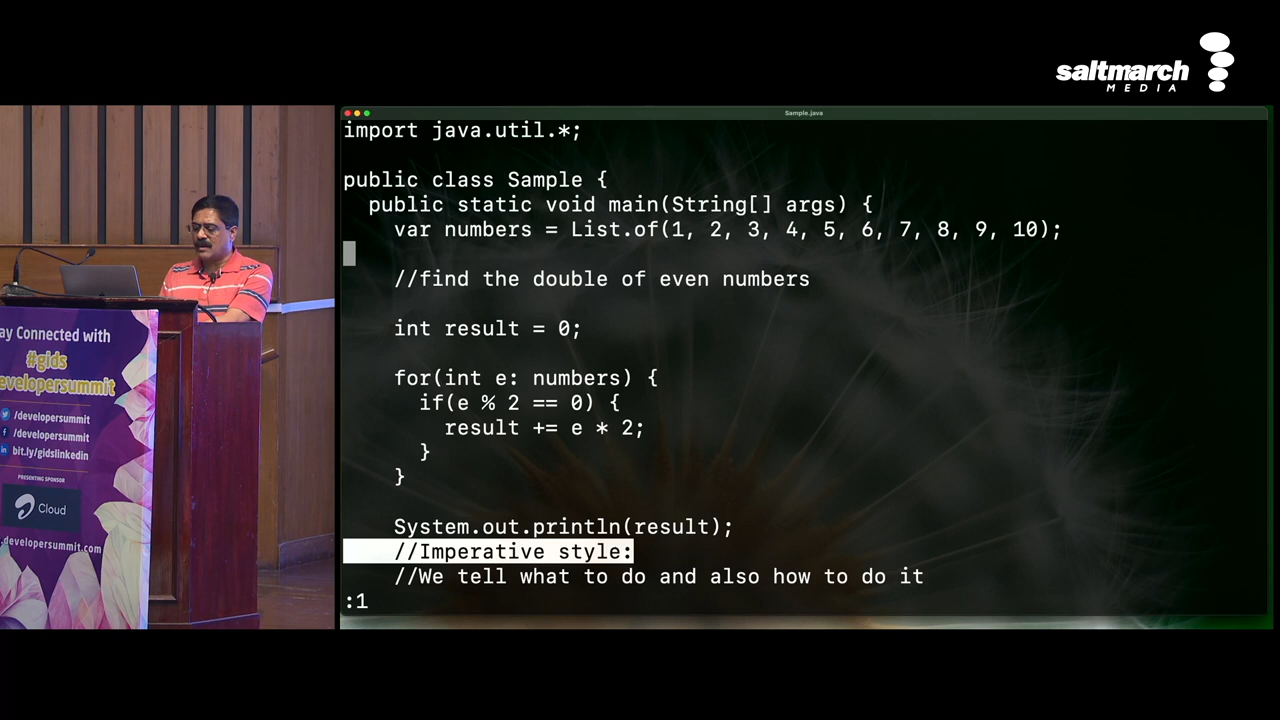 saltmarch
MEDIA
Sample.java
import java.util.*;
public class Sample {
public static void main(String[] args) {
var numbers = List.of(1, 2, 3, 4, 5, 6, 7, 8, 9, 10);
//find the double of even numbers
int result = 0;
for(int e: numbers) {
if(e % 2 == 0) {
result += e * 2;
}
}
System.out.println(result);
//Imperative style:
//We tell what to do and also how to do it
:1
ay Connected with
#gids
evelopersummit
/developersummit
/developersummit
bit.ly/gidslinkedin
PRESENTING SPONSOR
Cloud
.developersummit.com